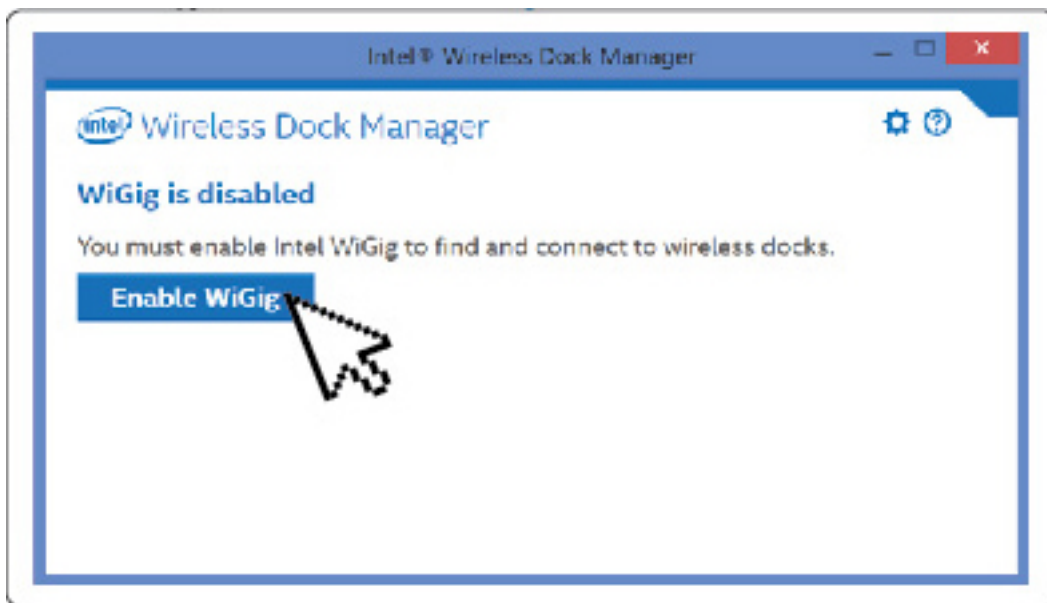 Intel® Wireless Dock Manager
intel Wireless Dock Manager
WiGig is disabled
You must enable Intel WiGig to find and connect to wireless docks.
Enable WiGig